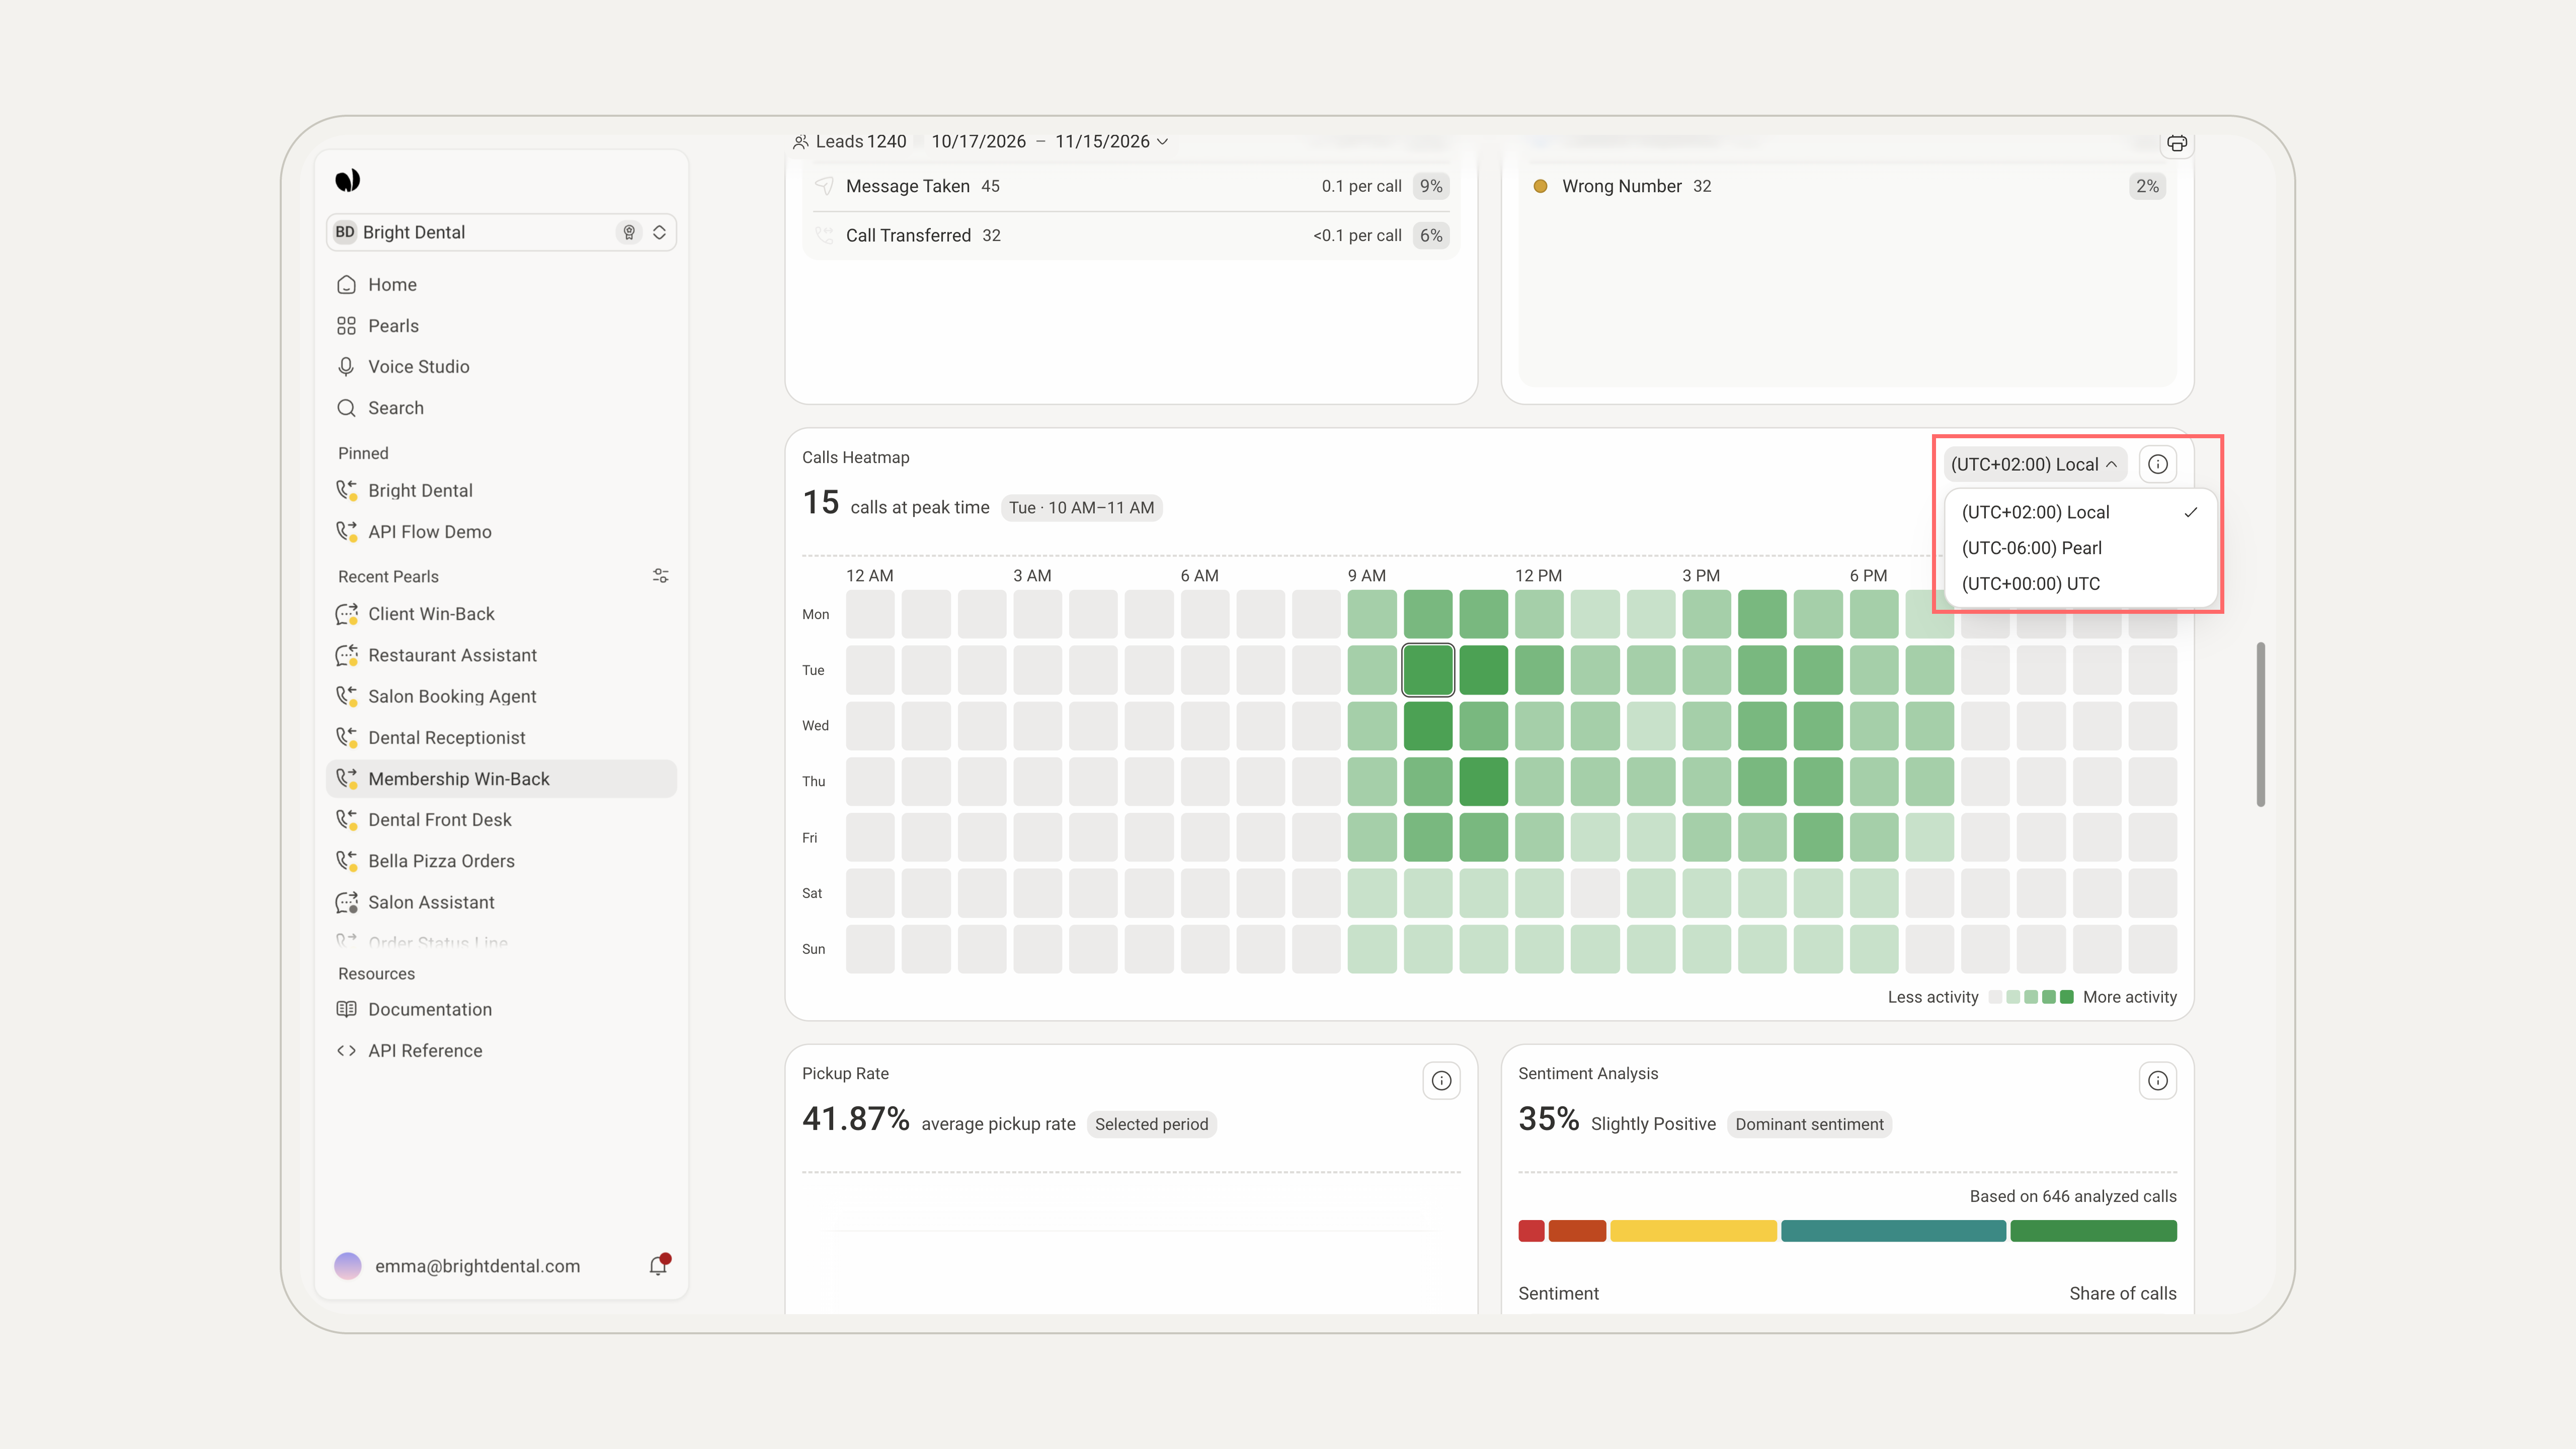 BD Bright Dental
Home
Pearls
Voice Studio
Search
Pinned
Bright Dental
API Flow Demo
Recent Pearls
Client Win-Back
Restaurant Assistant
Salon Booking Agent
Dental Receptionist
Membership Win-Back
Dental Front Desk
Bella Pizza Orders
Salon Assistant
Order Status Line
Resources
Documentation
API Reference
emma@brightdental.com
Leads 1240 10/17/2026 – 11/15/2026
Message Taken 45 0.1 per call 9%
Call Transferred 32 <0.1 per call 6%
Wrong Number 32 2%
Calls Heatmap
15 calls at peak time Tue · 10 AM–11 AM
(UTC+02:00) Local
(UTC+02:00) Local
(UTC-06:00) Pearl
(UTC+00:00) UTC
12 AM 3 AM 6 AM 9 AM 12 PM 3 PM 6 PM
Mon
Tue
Wed
Thu
Fri
Sat
Sun
Less activity More activity
Pickup Rate
41.87% average pickup rate Selected period
Sentiment Analysis
35% Slightly Positive Dominant sentiment
Based on 646 analyzed calls
Sentiment Share of calls